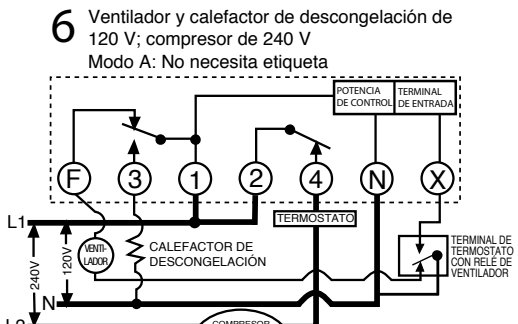 6 Ventilador y calefactor de descongelación de
120 V; compresor de 240 V
Modo A: No necesita etiqueta
POTENCIA
DE CONTROL
TERMINAL
DE ENTRADA
F 3 1 2 4 N X
L1
TERMOSTATO
240V
120V
VENTI-
LADOR
CALEFACTOR DE
DESCONGELACIÓN
TERMINAL DE
TERMOSTATO
CON RELÉ DE
VENTILADOR
N
L2
COMPRESOR